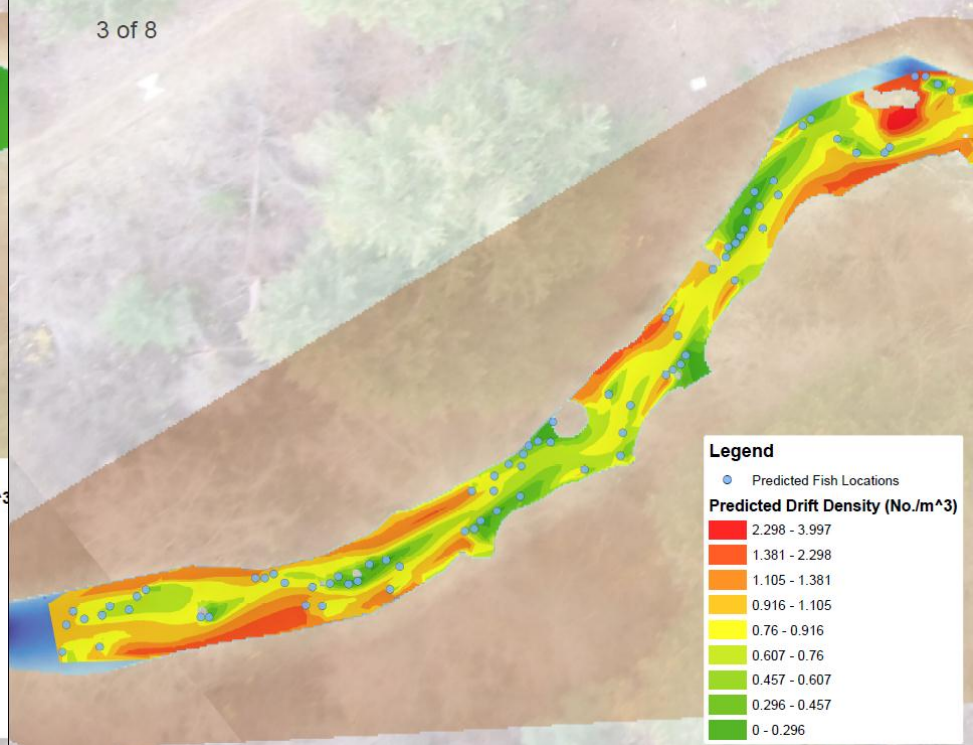 3 of 8
Legend
Predicted Fish Locations
Predicted Drift Density (No./m^3)
2.298 - 3.997
1.381 - 2.298
1.105 - 1.381
0.916 - 1.105
0.76 - 0.916
0.607 - 0.76
0.457 - 0.607
0.296 - 0.457
0 - 0.296